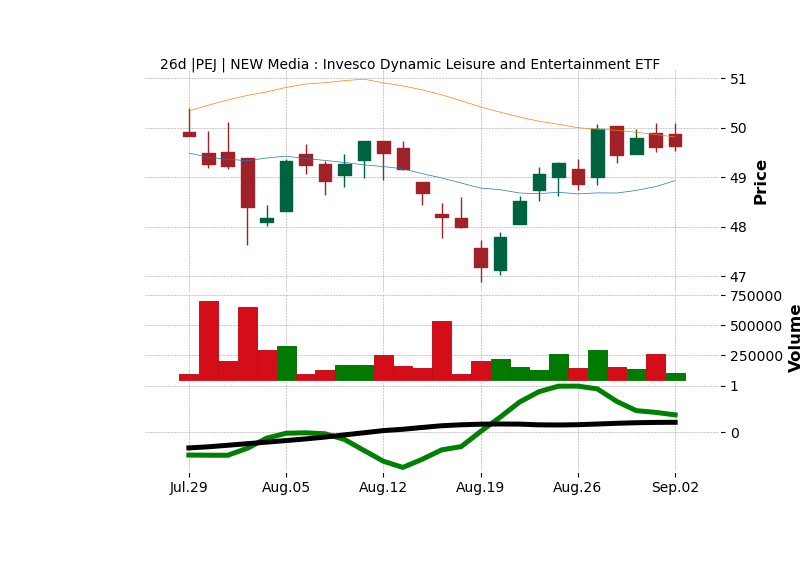 26d |PEJ | NEW Media : Invesco Dynamic Leisure and Entertainment ETF
51
50
49
48
47
Price
750000
500000
250000
Volume
1
0
Jul.29 Aug.05 Aug.12 Aug.19 Aug.26 Sep.02